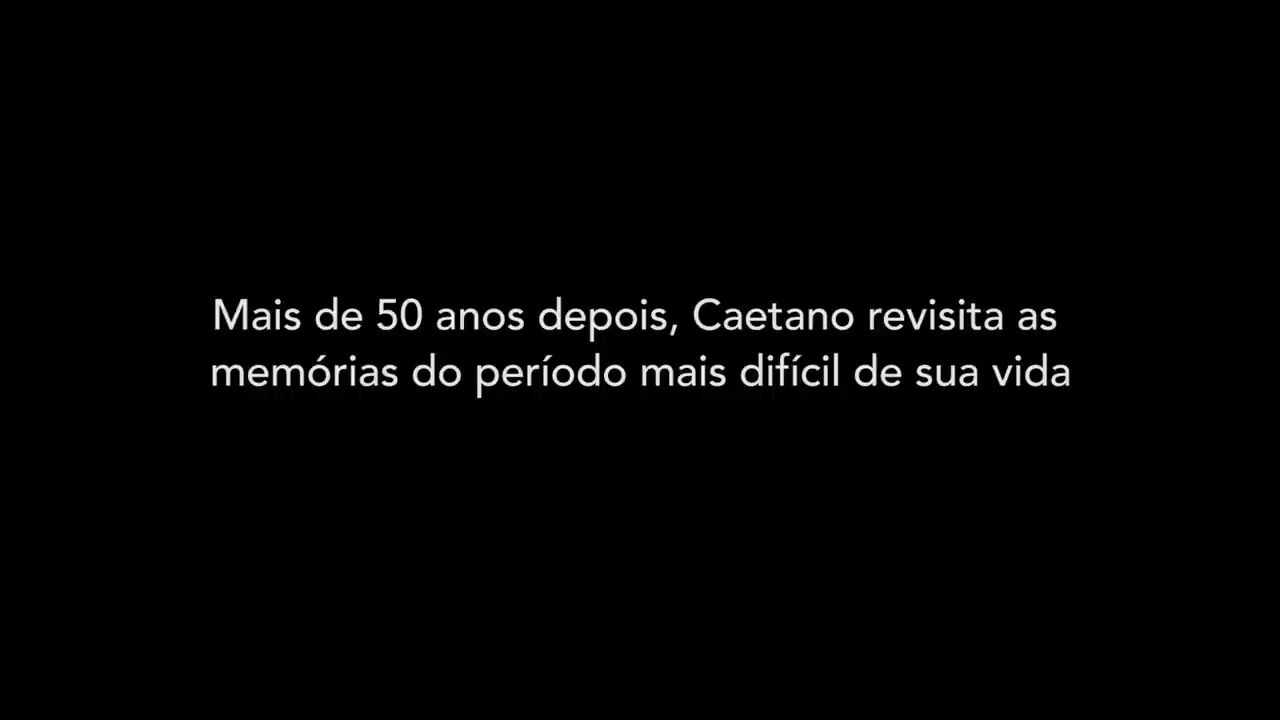 Mais de 50 anos depois, Caetano revisita as
memórias do período mais difícil de sua vida